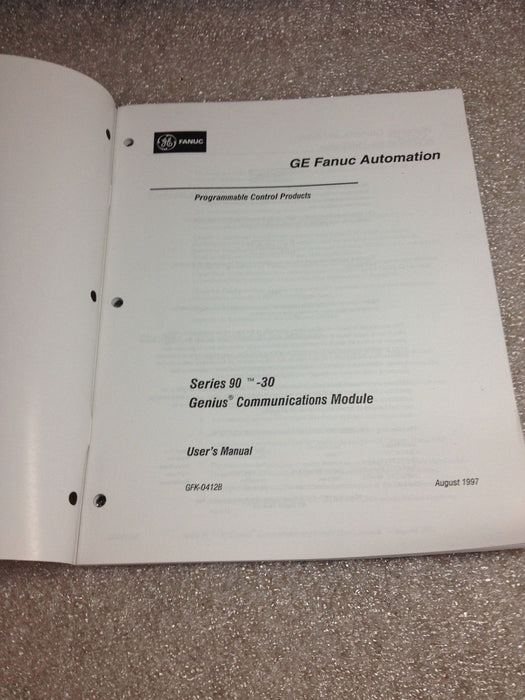 GE FANUC
GE Fanuc Automation
Programmable Control Products
Series 90 ™-30
Genius® Communications Module
User's Manual
GFK-0412B
August 1997